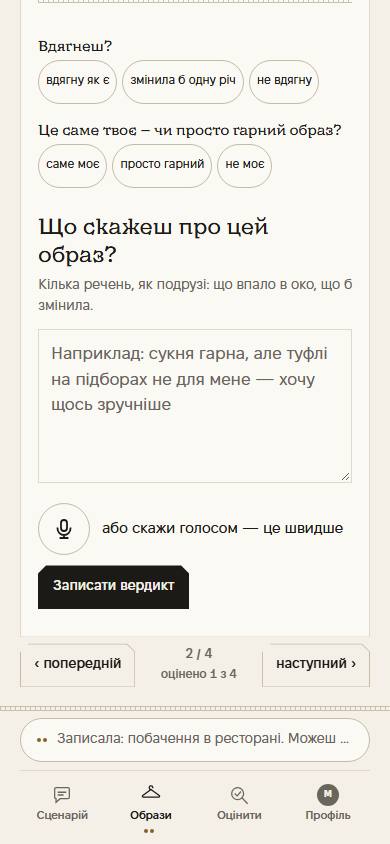 Вдягнеш?
вдягну як є
змінила б одну річ
не вдягну
Це саме твоє — чи просто гарний образ?
саме моє
просто гарний
не моє
Що скажеш про цей
образ?
Кілька речень, як подрузі: що впало в око, що б
змінила.
Наприклад: сукня гарна, але туфлі
на підборах не для мене — хочу
щось зручніше
або скажи голосом — це швидше
Записати вердикт
‹ попередній
2 / 4
оцінено 1 з 4
наступний ›
Записала: побачення в ресторані. Можеш ...
Сценарій
Образи
Оцінити
М
Профіль